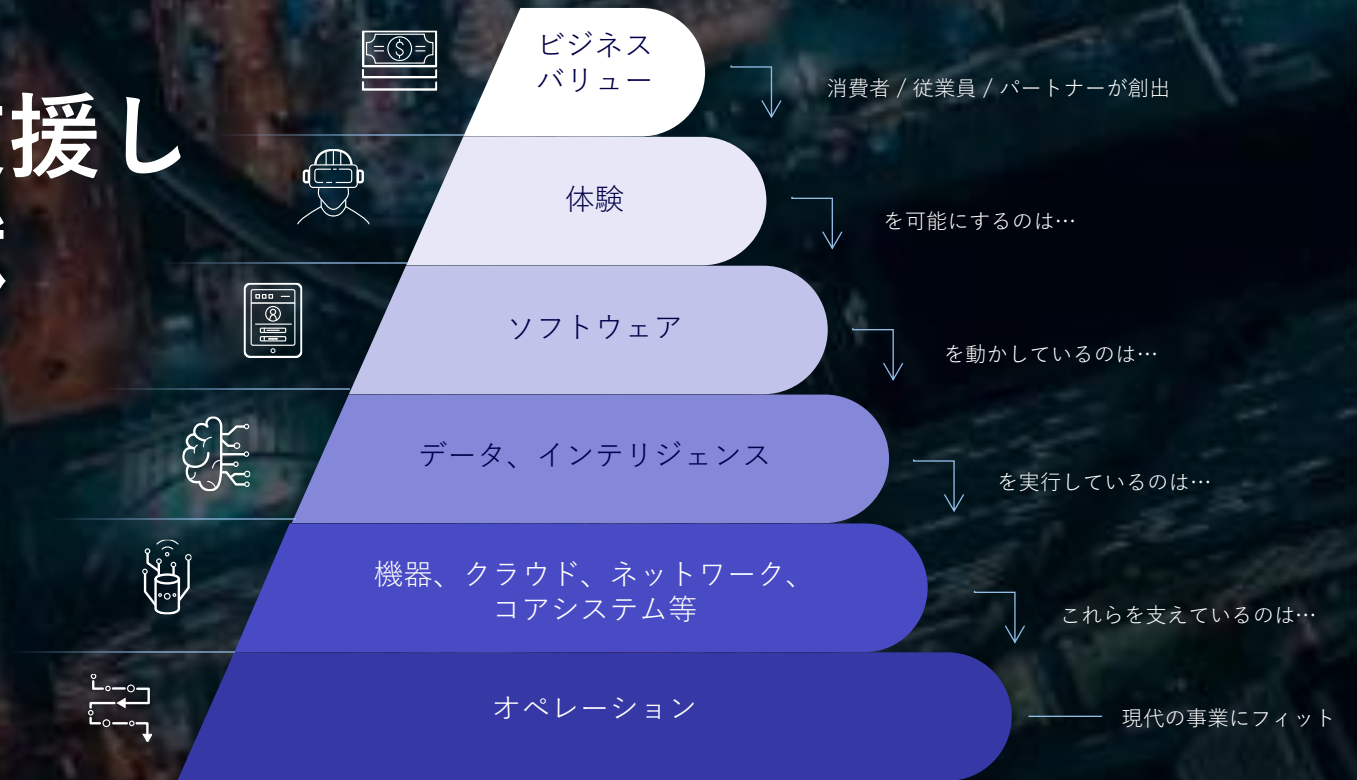 援し
ビジネス
バリュー
消費者 / 従業員 / パートナーが創出
体験
を可能にするのは…
ソフトウェア
を動かしているのは…
データ、インテリジェンス
を実行しているのは…
機器、クラウド、ネットワーク、
コアシステム等
これらを支えているのは…
オペレーション
現代の事業にフィット